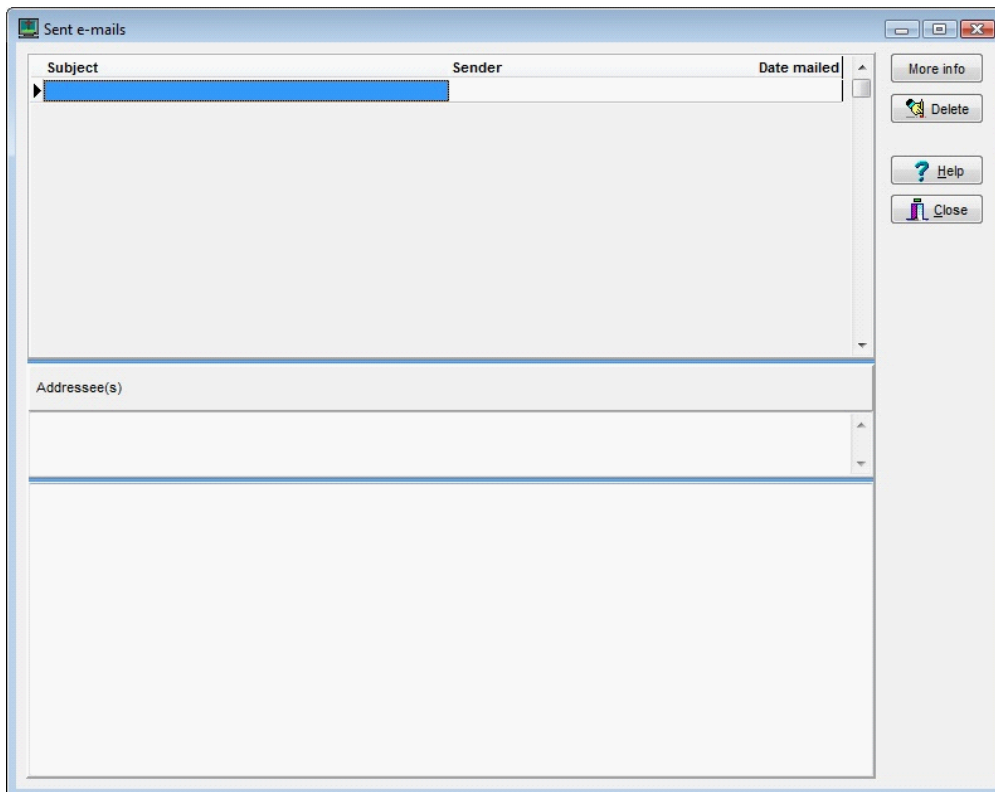 Sent e-mails
Subject Sender Date mailed
More info
Delete
Help
Close
Addressee(s)